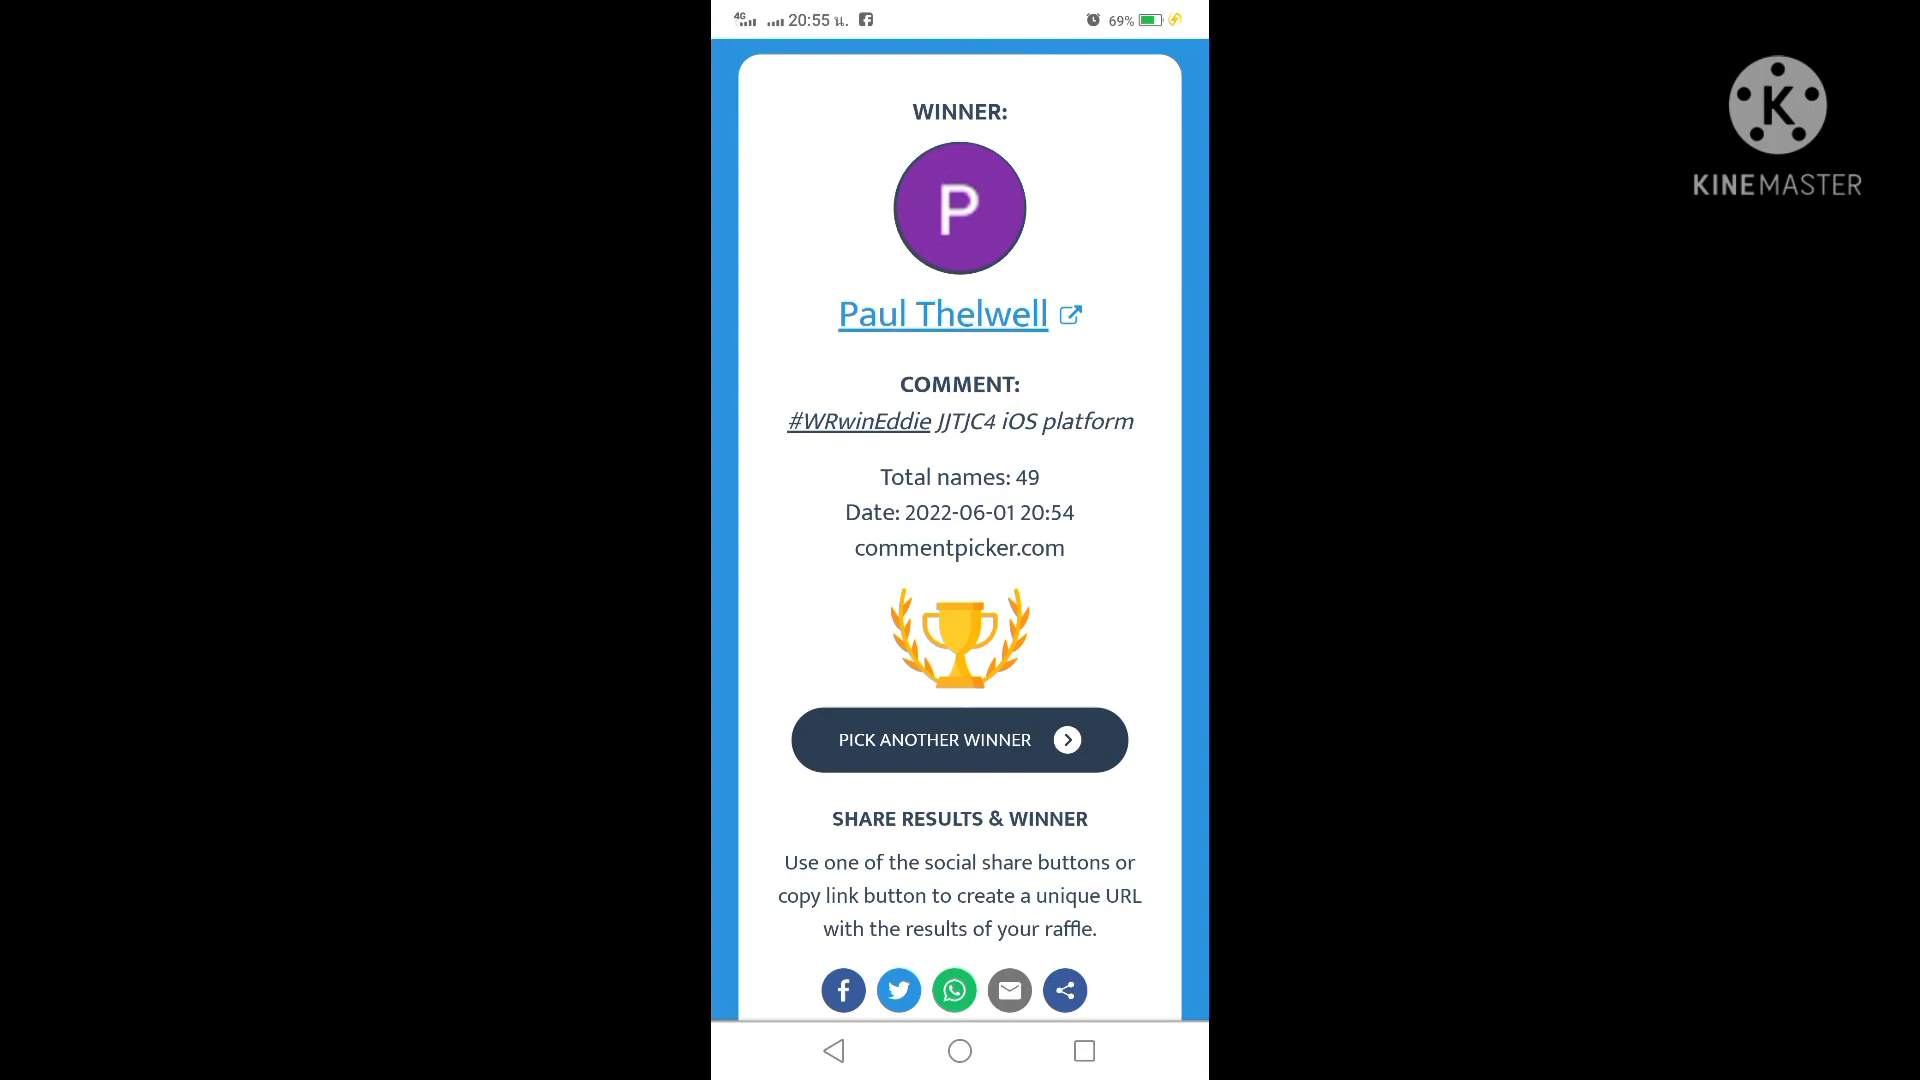 4G 20:55 น. 69%
WINNER:
P
Paul Thelwell
COMMENT:
#WRwinEddie JJTJC4 iOS platform
Total names: 49
Date: 2022-06-01 20:54
commentpicker.com
PICK ANOTHER WINNER
SHARE RESULTS & WINNER
Use one of the social share buttons or
copy link button to create a unique URL
with the results of your raffle.
K
KINEMASTER